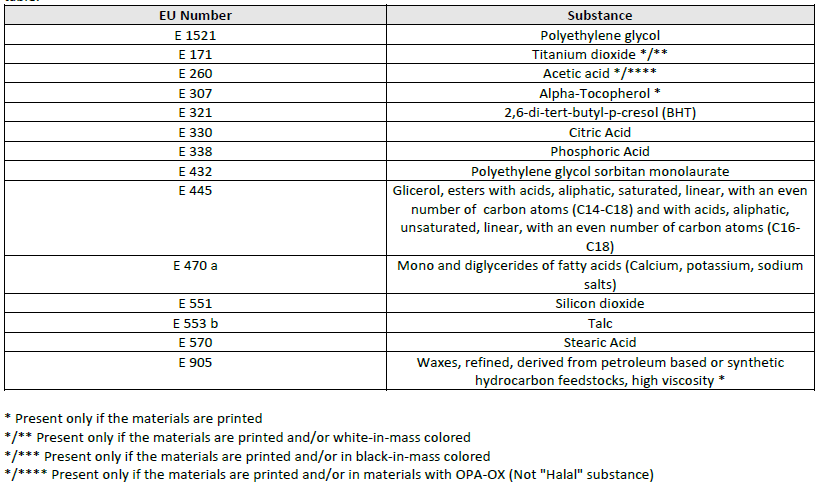 EU Number Substance
E 1521 Polyethylene glycol
E 171 Titanium dioxide */**
E 260 Acetic acid */****
E 307 Alpha-Tocopherol *
E 321 2,6-di-tert-butyl-p-cresol (BHT)
E 330 Citric Acid
E 338 Phosphoric Acid
E 432 Polyethylene glycol sorbitan monolaurate
E 445 Glicerol, esters with acids, aliphatic, saturated, linear, with an even
number of carbon atoms (C14-C18) and with acids, aliphatic,
unsaturated, linear, with an even number of carbon atoms (C16-
C18)
E 470 a Mono and diglycerides of fatty acids (Calcium, potassium, sodium
salts)
E 551 Silicon dioxide
E 553 b Talc
E 570 Stearic Acid
E 905 Waxes, refined, derived from petroleum based or synthetic
hydrocarbon feedstocks, high viscosity *
* Present only if the materials are printed
*/** Present only if the materials are printed and/or white-in-mass colored
*/*** Present only if the materials are printed and/or in black-in-mass colored
*/**** Present only if the materials are printed and/or in materials with OPA-OX (Not "Halal" substance)